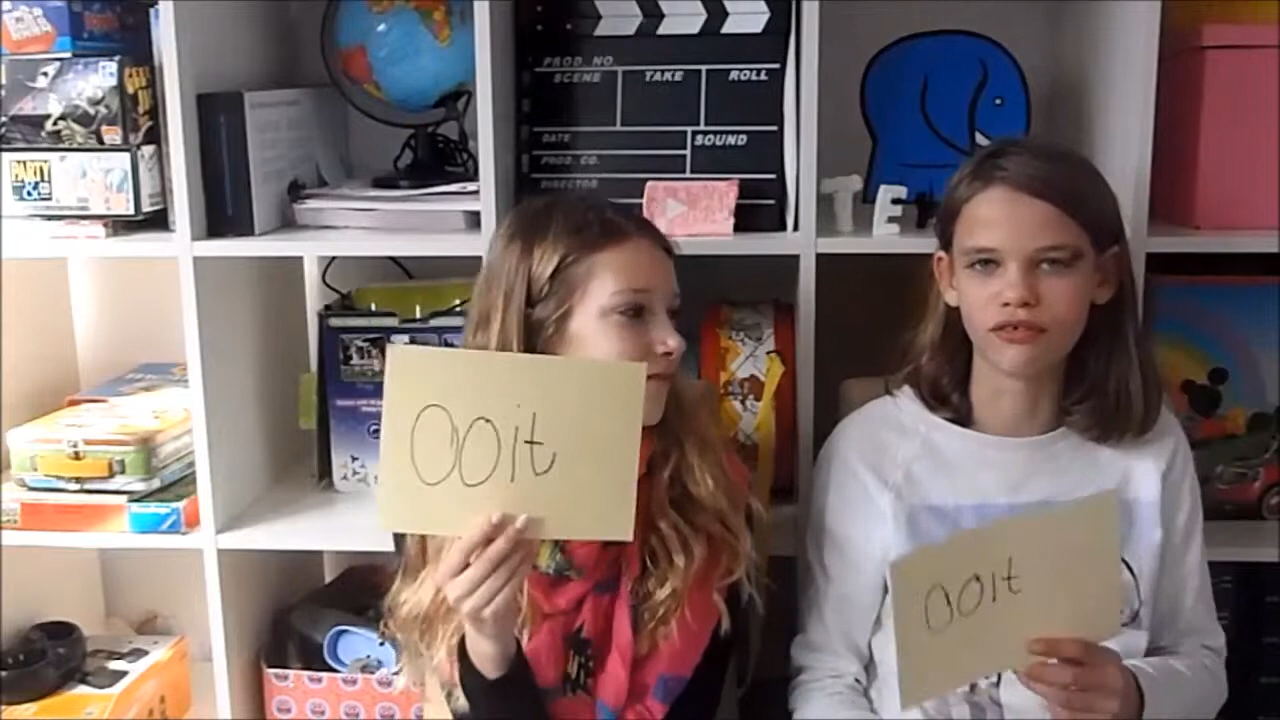 PROD. NO.
SCENE TAKE ROLL
DATE SOUND
PROD. CO.
DIRECTOR
PARTY
&
TE
Ooit
Ooit